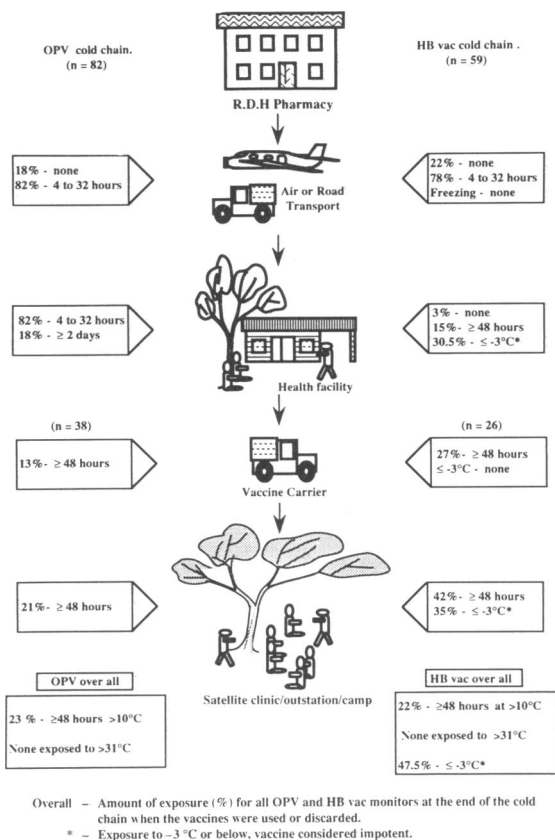 OPV cold chain.
(n = 82)
HB vac cold chain .
(n = 59)
R.D.H Pharmacy
18% - none
82% - 4 to 32 hours
Air or Road
Transport
22% - none
78% - 4 to 32 hours
Freezing - none
82% - 4 to 32 hours
18% - ≥ 2 days
3% - none
15% - ≥ 48 hours
30.5% - ≤ -3°C*
Health facility
(n = 38)
(n = 26)
13% - ≥ 48 hours
27% - ≥ 48 hours
≤ -3°C - none
Vaccine Carrier
21% - ≥ 48 hours
42% - ≥ 48 hours
35% - ≤ -3°C*
Satellite clinic/outstation/camp
OPV over all
23 % - ≥48 hours >10°C
None exposed to >31°C
HB vac over all
22% - ≥48 hours at >10°C
None exposed to >31°C
47.5% - ≤ -3°C*
Overall – Amount of exposure (%) for all OPV and HB vac monitors at the end of the cold
chain when the vaccines were used or discarded.
* – Exposure to –3 °C or below, vaccine considered impotent.